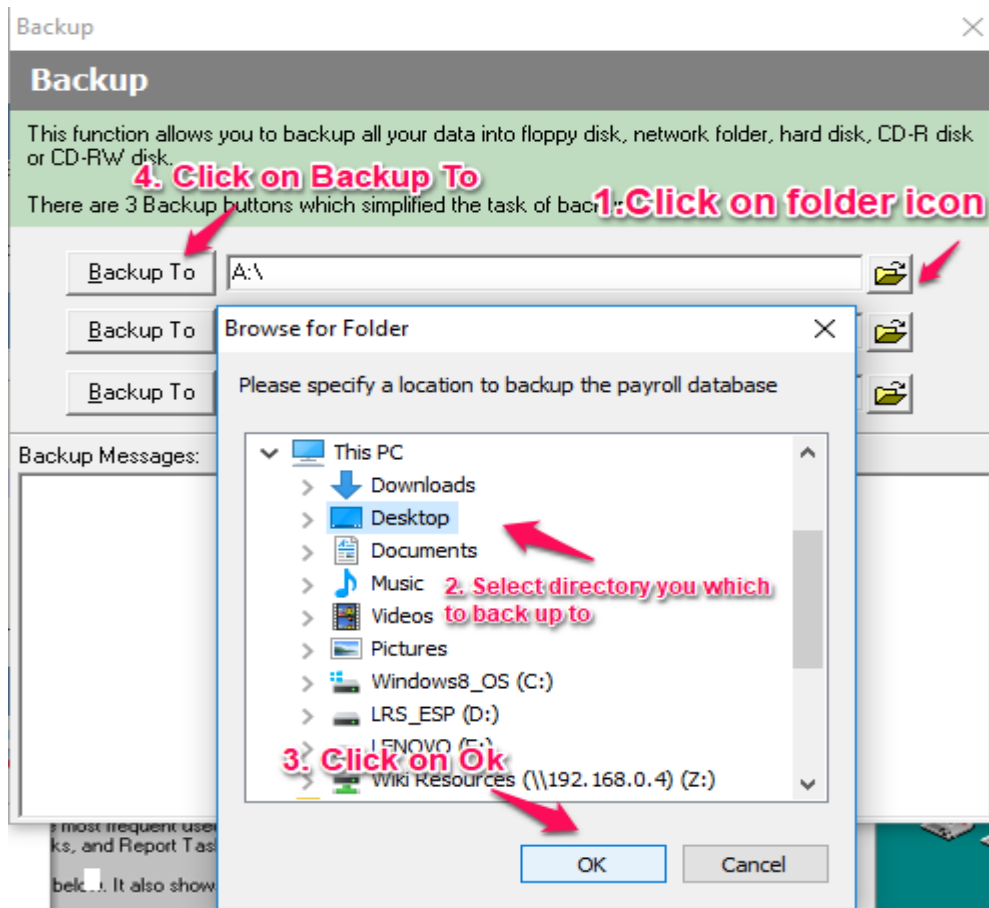 Backup
Backup
This function allows you to backup all your data into floppy disk, network folder, hard disk, CD-R disk
or CD-RW disk.
4. Click on Backup To
There are 3 Backup buttons which simplified the task of
1.Click on folder icon
Backup To A:\
Backup To
Backup To
Browse for Folder
Please specify a location to backup the payroll database
Backup Messages:
This PC
Downloads
Desktop
Documents
Music
2. Select directory you which
Videos
to back up to
Pictures
Windows8_OS (C:)
LRS_ESP (D:)
LENOVO (E:)
3. Click on Ok
Wiki Resources (\\192.168.0.4) (Z:)
most frequent
ks, and Report
It also show
OK Cancel